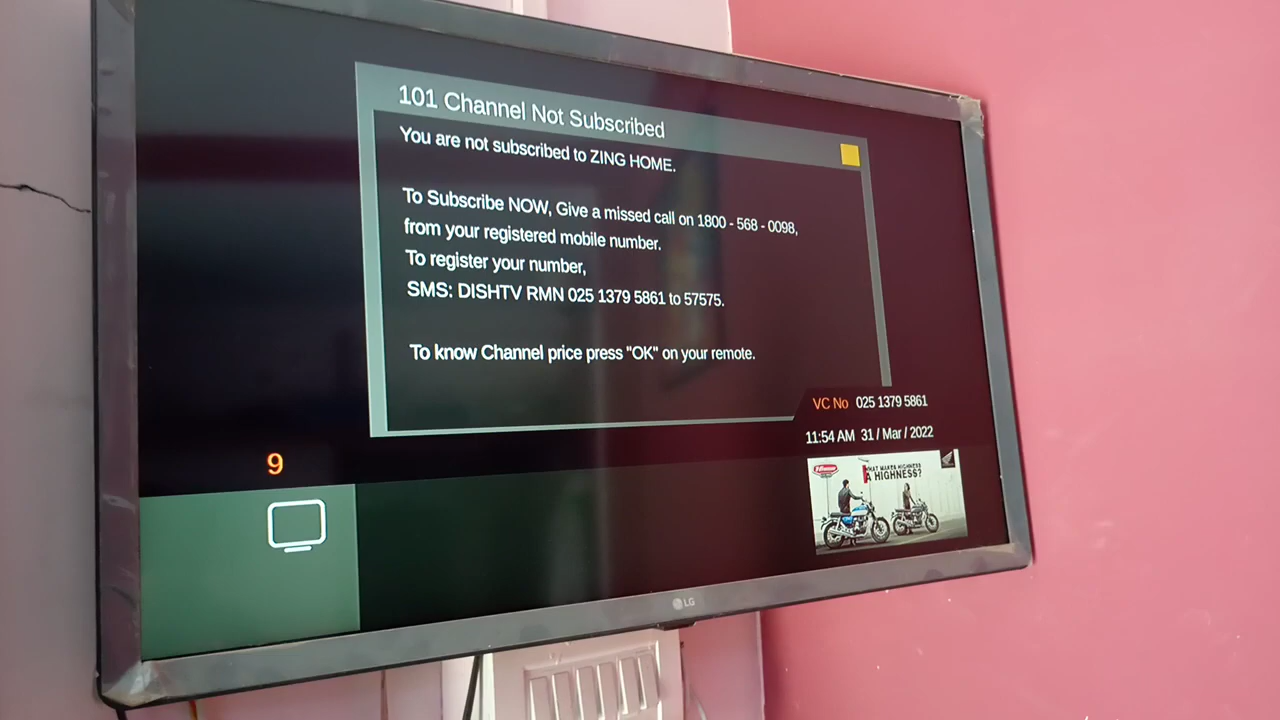 101 Channel Not Subscribed
You are not subscribed to ZING HOME.
To Subscribe NOW, Give a missed call on 1800 - 568 - 0098,
from your registered mobile number.
To register your number,
SMS: DISHTV RMN 025 1379 5861 to 57575.
To know Channel price press "OK" on your remote.
VC No 025 1379 5861
11:54 AM 31 / Mar / 2022
9
WHAT MAKES HIGHNESS
A HIGHNESS?
LG